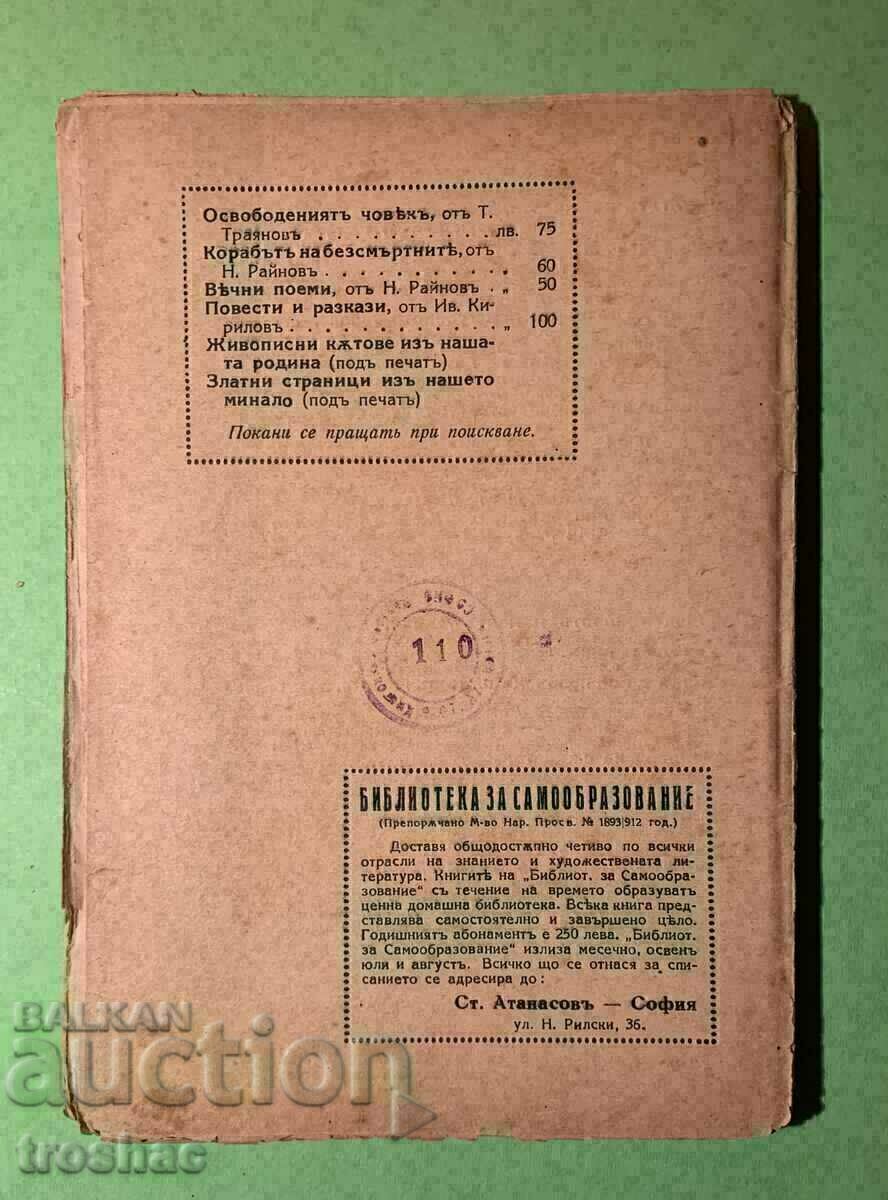 Освободениятъ човѣкъ, отъ Т.
Траяновъ . . . . . . . . . . лв. 75
Корабътъ на безсмъртнитѣ, отъ
Н. Райновъ . . . . . . . . . . „ 60
Вѣчни поеми, отъ Н. Райновъ . „ 50
Повести и разкази, отъ Ив. Ки-
риловъ . . . . . . . . . . . . „ 100
Живописни кѫтове изъ наша-
та родина (подъ печатъ)
Златни страници изъ нашето
минало (подъ печатъ)
Покани се пращать при поискване.
110
БИБЛИОТЕКА ЗА САМООБРАЗОВАНИЕ
(Препорѫчано М-во Нар. Просв. № 1893|912 год.)
Доставя общодостѫпно четиво по всички
отрасли на знанието и художествената ли-
тература. Книгитѣ на „Библиот. за Самообра-
зование“ съ течение на времето образуватъ
ценна домашна библиотека. Всѣка книга пред-
ставлява самостоятелно и завършено цѣло.
Годишниятъ абонаментъ е 250 лева. „Библиот.
за Самообразование“ излиза месечно, освенъ
юли и августъ. Всичко що се отнася за спи-
санието се адресира до:
Ст. Атанасовъ — София
ул. Н. Рилски, 36.
BALKAN
auction
troshac